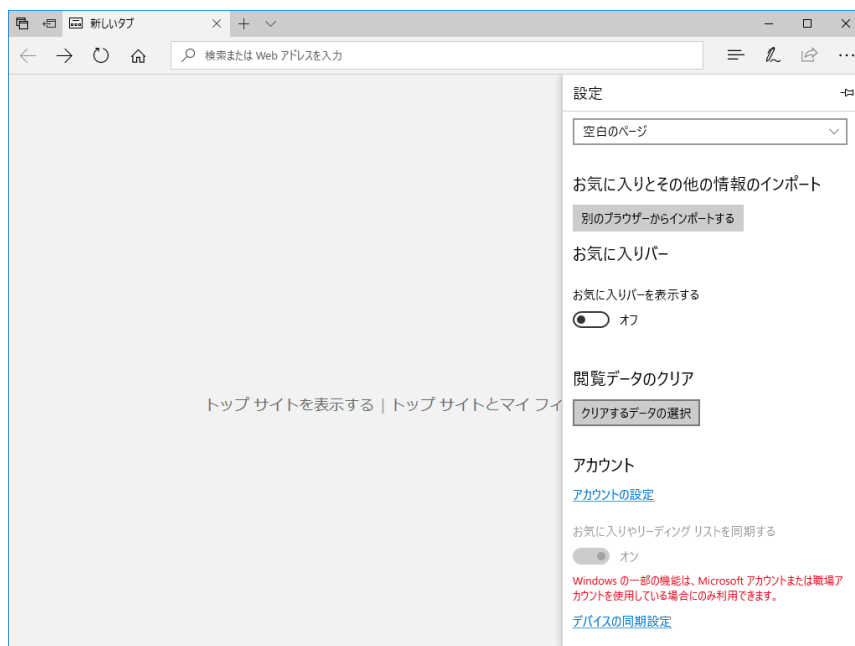 新しいタブ
検索または Web アドレスを入力
設定
空白のページ
お気に入りとその他の情報のインポート
別のブラウザーからインポートする
お気に入りバー
お気に入りバーを表示する
オフ
トップ サイトを表示する | トップ サイトとマイ フィ
閲覧データのクリア
クリアするデータの選択
アカウント
アカウントの設定
お気に入りやリーディング リストを同期する
オン
Windows の一部の機能は、Microsoft アカウントまたは職場ア
カウントを使用している場合にのみ利用できます。
デバイスの同期設定